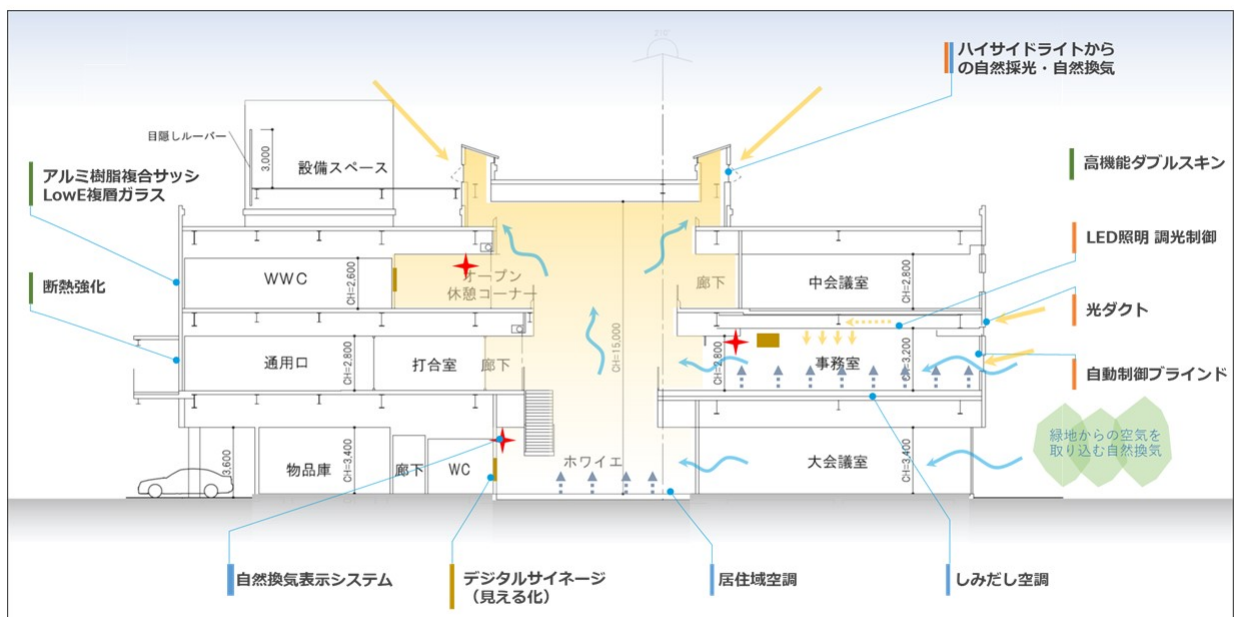 ハイサイドライトから
の自然採光・自然換気
目隠しルーバー
3,000
設備スペース
アルミ樹脂複合サッシ
LowE複層ガラス
高機能ダブルスキン
LED照明 調光制御
断熱強化
WWC
CH=2,600
オープン
休憩コーナー
廊下
中会議室
CH=2,800
光ダクト
CH=15,000
通用口
CH=2,800
打合室
廊下
CH=2,800
事務室
CH=3,200
自動制御ブラインド
緑地からの空気を
取り込む自然換気
3,600
物品庫
CH=3,400
廊下
WC
ホワイエ
大会議室
CH=3,400
自然換気表示システム
デジタルサイネージ
（見える化）
居住域空調
しみだし空調